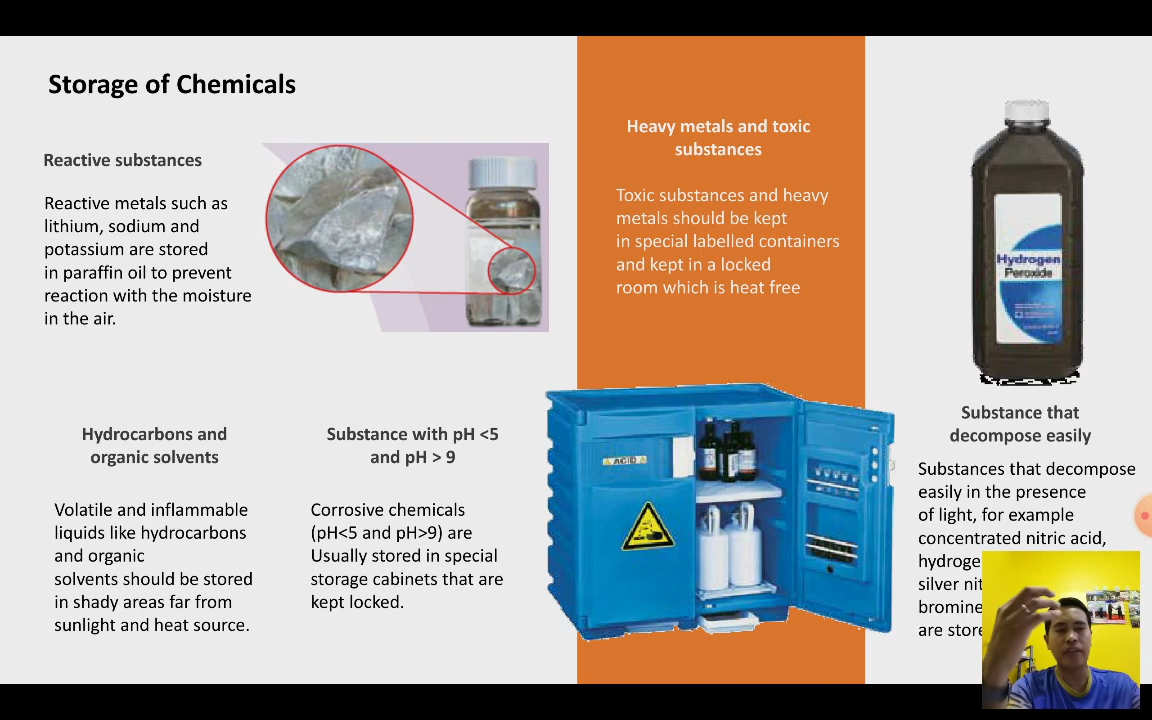 Storage of Chemicals
Reactive substances
Reactive metals such as
lithium, sodium and
potassium are stored
in paraffin oil to prevent
reaction with the moisture
in the air.
Hydrocarbons and
organic solvents
Volatile and inflammable
liquids like hydrocarbons
and organic
solvents should be stored
in shady areas far from
sunlight and heat source.
Substance with pH <5
and pH > 9
Corrosive chemicals
(pH<5 and pH>9) are
Usually stored in special
storage cabinets that are
kept locked.
Heavy metals and toxic
substances
Toxic substances and heavy
metals should be kept
in special labelled containers
and kept in a locked
room which is heat free
ACID
Hydrogen
Peroxide
Substance that
decompose easily
Substances that decompose
easily in the presence
of light, for example
concentrated nitric acid,
hydroge
silver nit
bromine
are store